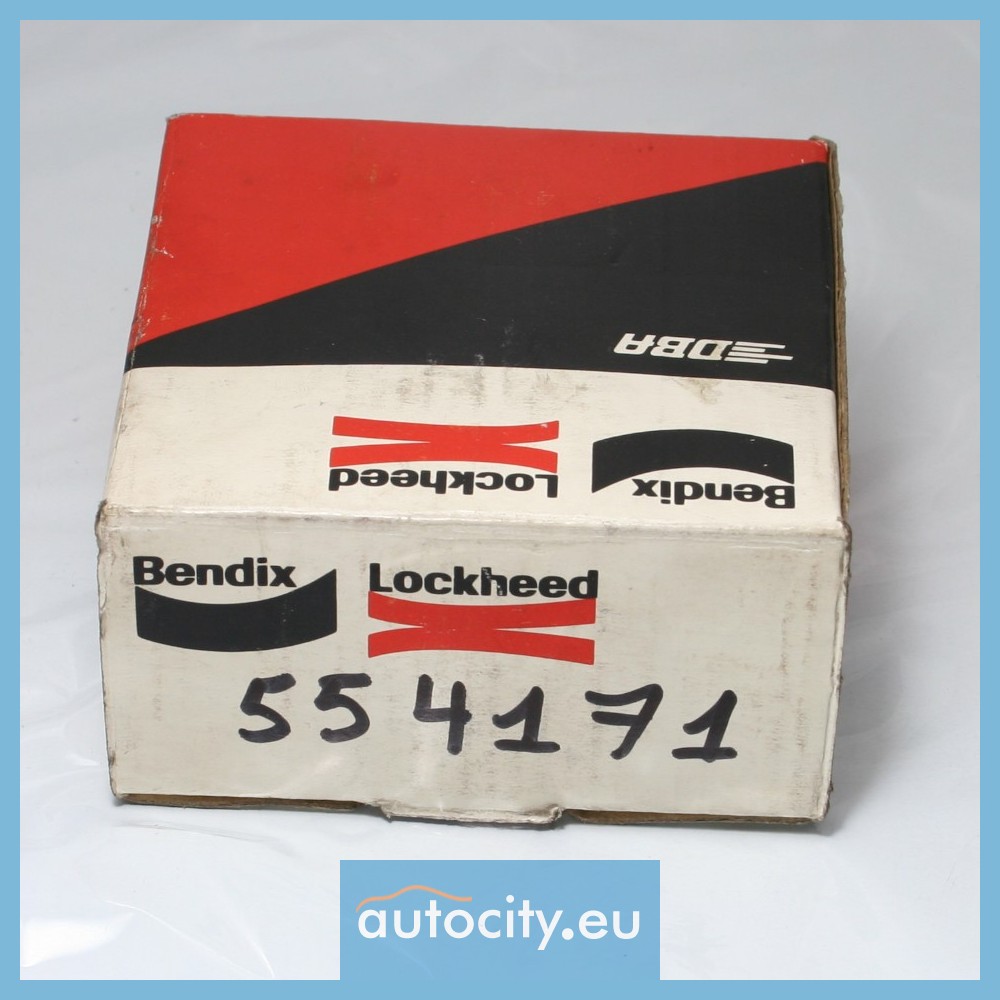 DBA
Bendix Lockheed
Bendix Lockheed
554171
autocity.eu